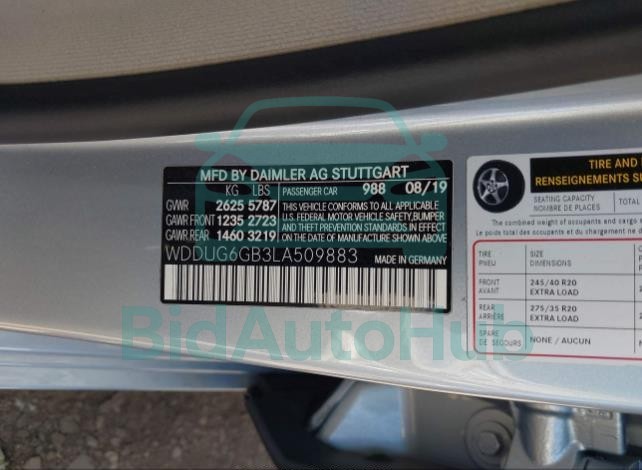 MFD BY DAIMLER AG STUTTGART
KG LBS PASSENGER CAR 988 08/19
GVWR 2625 5787
GAWR FRONT 1235 2723
GAWR.REAR 1460 3219
THIS VEHICLE CONFORMS TO ALL APPLICABLE
U.S. FEDERAL MOTOR VEHICLE SAFETY,BUMPER
AND THEFT PREVENTION STANDARDS IN EFFECT
ON THE DATE OF MANUFACTURE SHOWN ABOVE.
WDDUG6GB3LA509883 MADE IN GERMANY
TIRE AND
RENSEIGNEMENTS
SEATING CAPACITY
NOMBRE DE PLACES TOTAL
The combined weight of occupants and cargo
Le poids total des occupants et du chargement
TIRE
PNEU
SIZE
DIMENSIONS
FRONT
AVANT
245/40 R20
EXTRA LOAD
REAR
ARRIÈRE
275/35 R20
EXTRA LOAD
SPARE
DE SECOURS
NONE / AUCUN
BidAutoHub